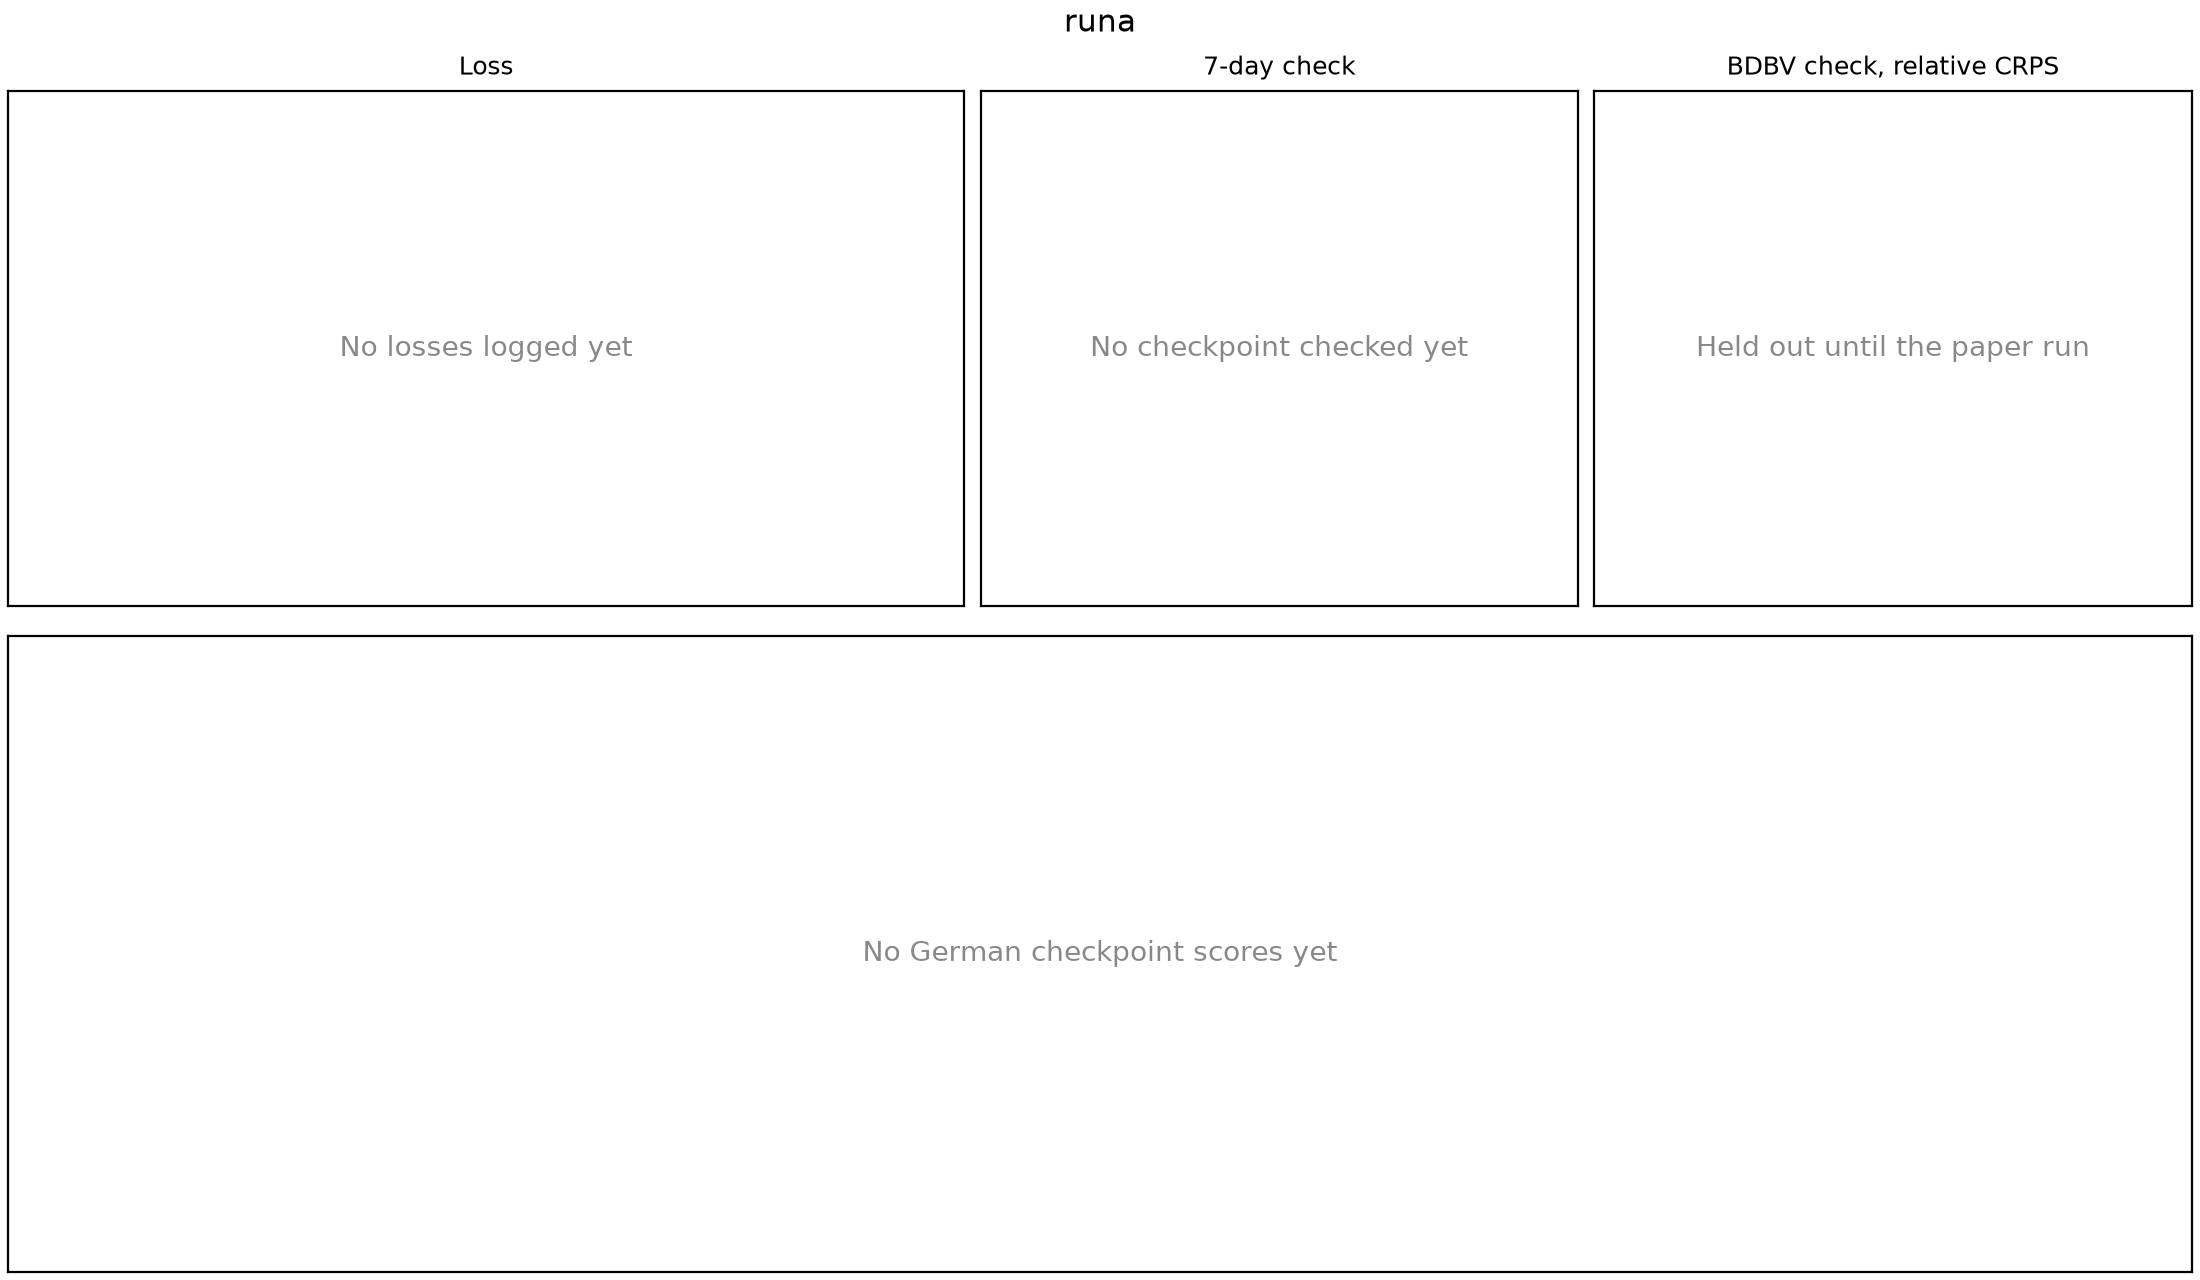 runa
Loss
7-day check
BDBV check, relative CRPS
No losses logged yet
No checkpoint checked yet
Held out until the paper run
No German checkpoint scores yet